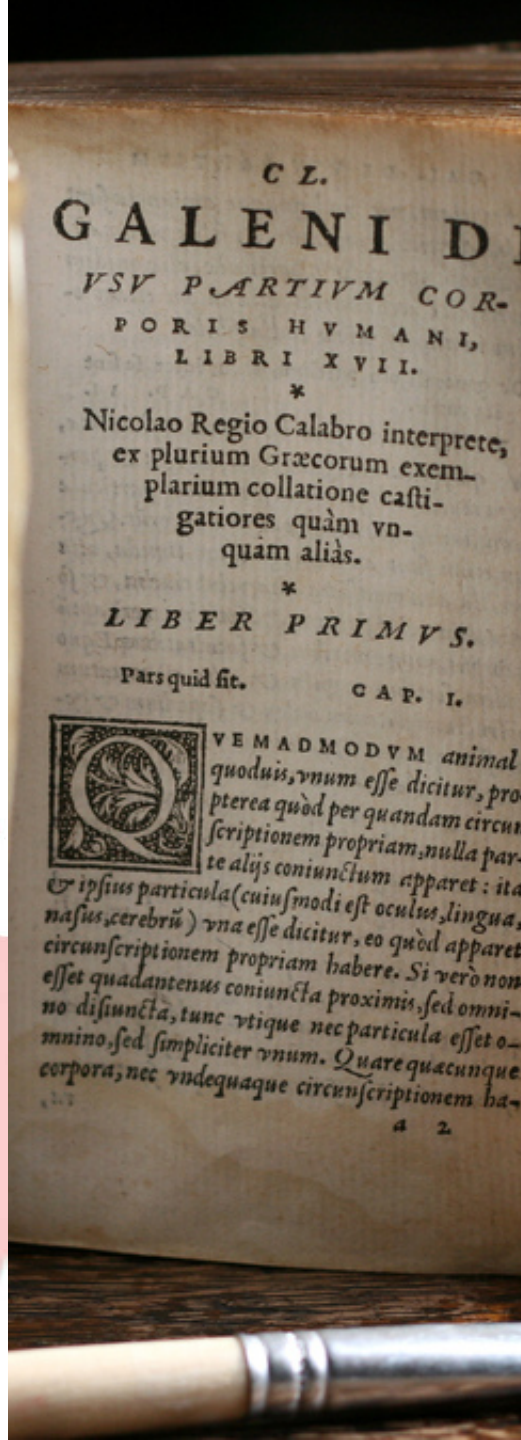 CL.
GALENI DE
VSV PARTIVM COR-
PORIS HVMANI,
LIBRI XVII.
*
Nicolao Regio Calabro interprete,
ex plurium Græcorum exem-
plarium collatione casti-
gatiores quàm vn-
quàm aliàs.
*
LIBER PRIMVS.
Pars quid sit. CAP. I.
QVEMADMODVM animal
quoduis, vnum esse dicitur, pro
pterea quòd per quandam circun
scriptionem propriam, nulla par-
te alijs coniunctum apparet: ita
& ipsius particula (cuiusmodi est oculus, lingua,
nasus, cerebrũ) vna esse dicitur, eo quòd apparet
circunscriptionem propriam habere. Si verò non
esset quadantenus coniuncta proximis, sed omni-
no disiuncta, tunc vtique nec particula esset o-
mnino, sed simpliciter vnum. Quare quæcunque
corpora, nec vndequaque circunscriptionem ha-
a 2